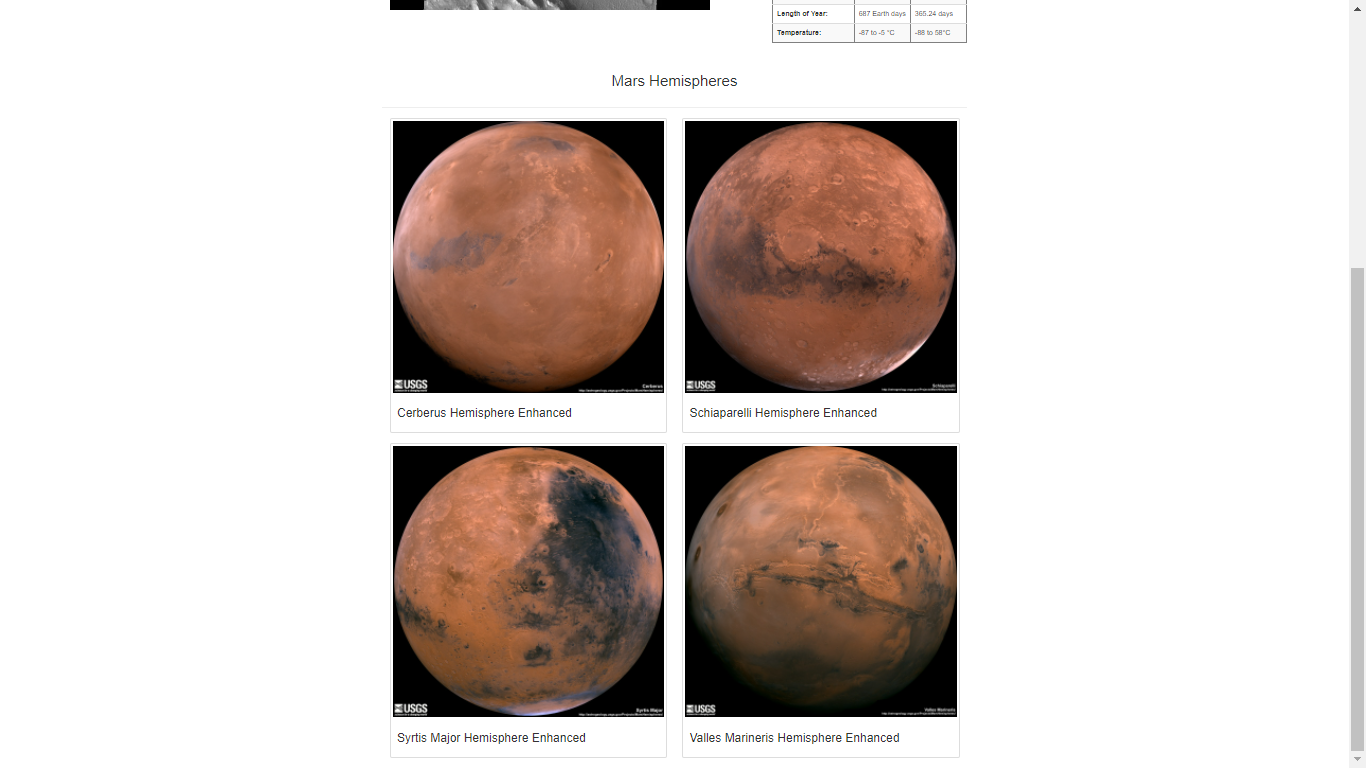 Length of Year: 687 Earth days 365.24 days
Temperature: -87 to -5 °C -88 to 58°C
Mars Hemispheres
USGS
Cerberus
Cerberus Hemisphere Enhanced
USGS
Schiaparelli
Schiaparelli Hemisphere Enhanced
USGS
Syrtis Major
Syrtis Major Hemisphere Enhanced
USGS
Valles Marineris
Valles Marineris Hemisphere Enhanced